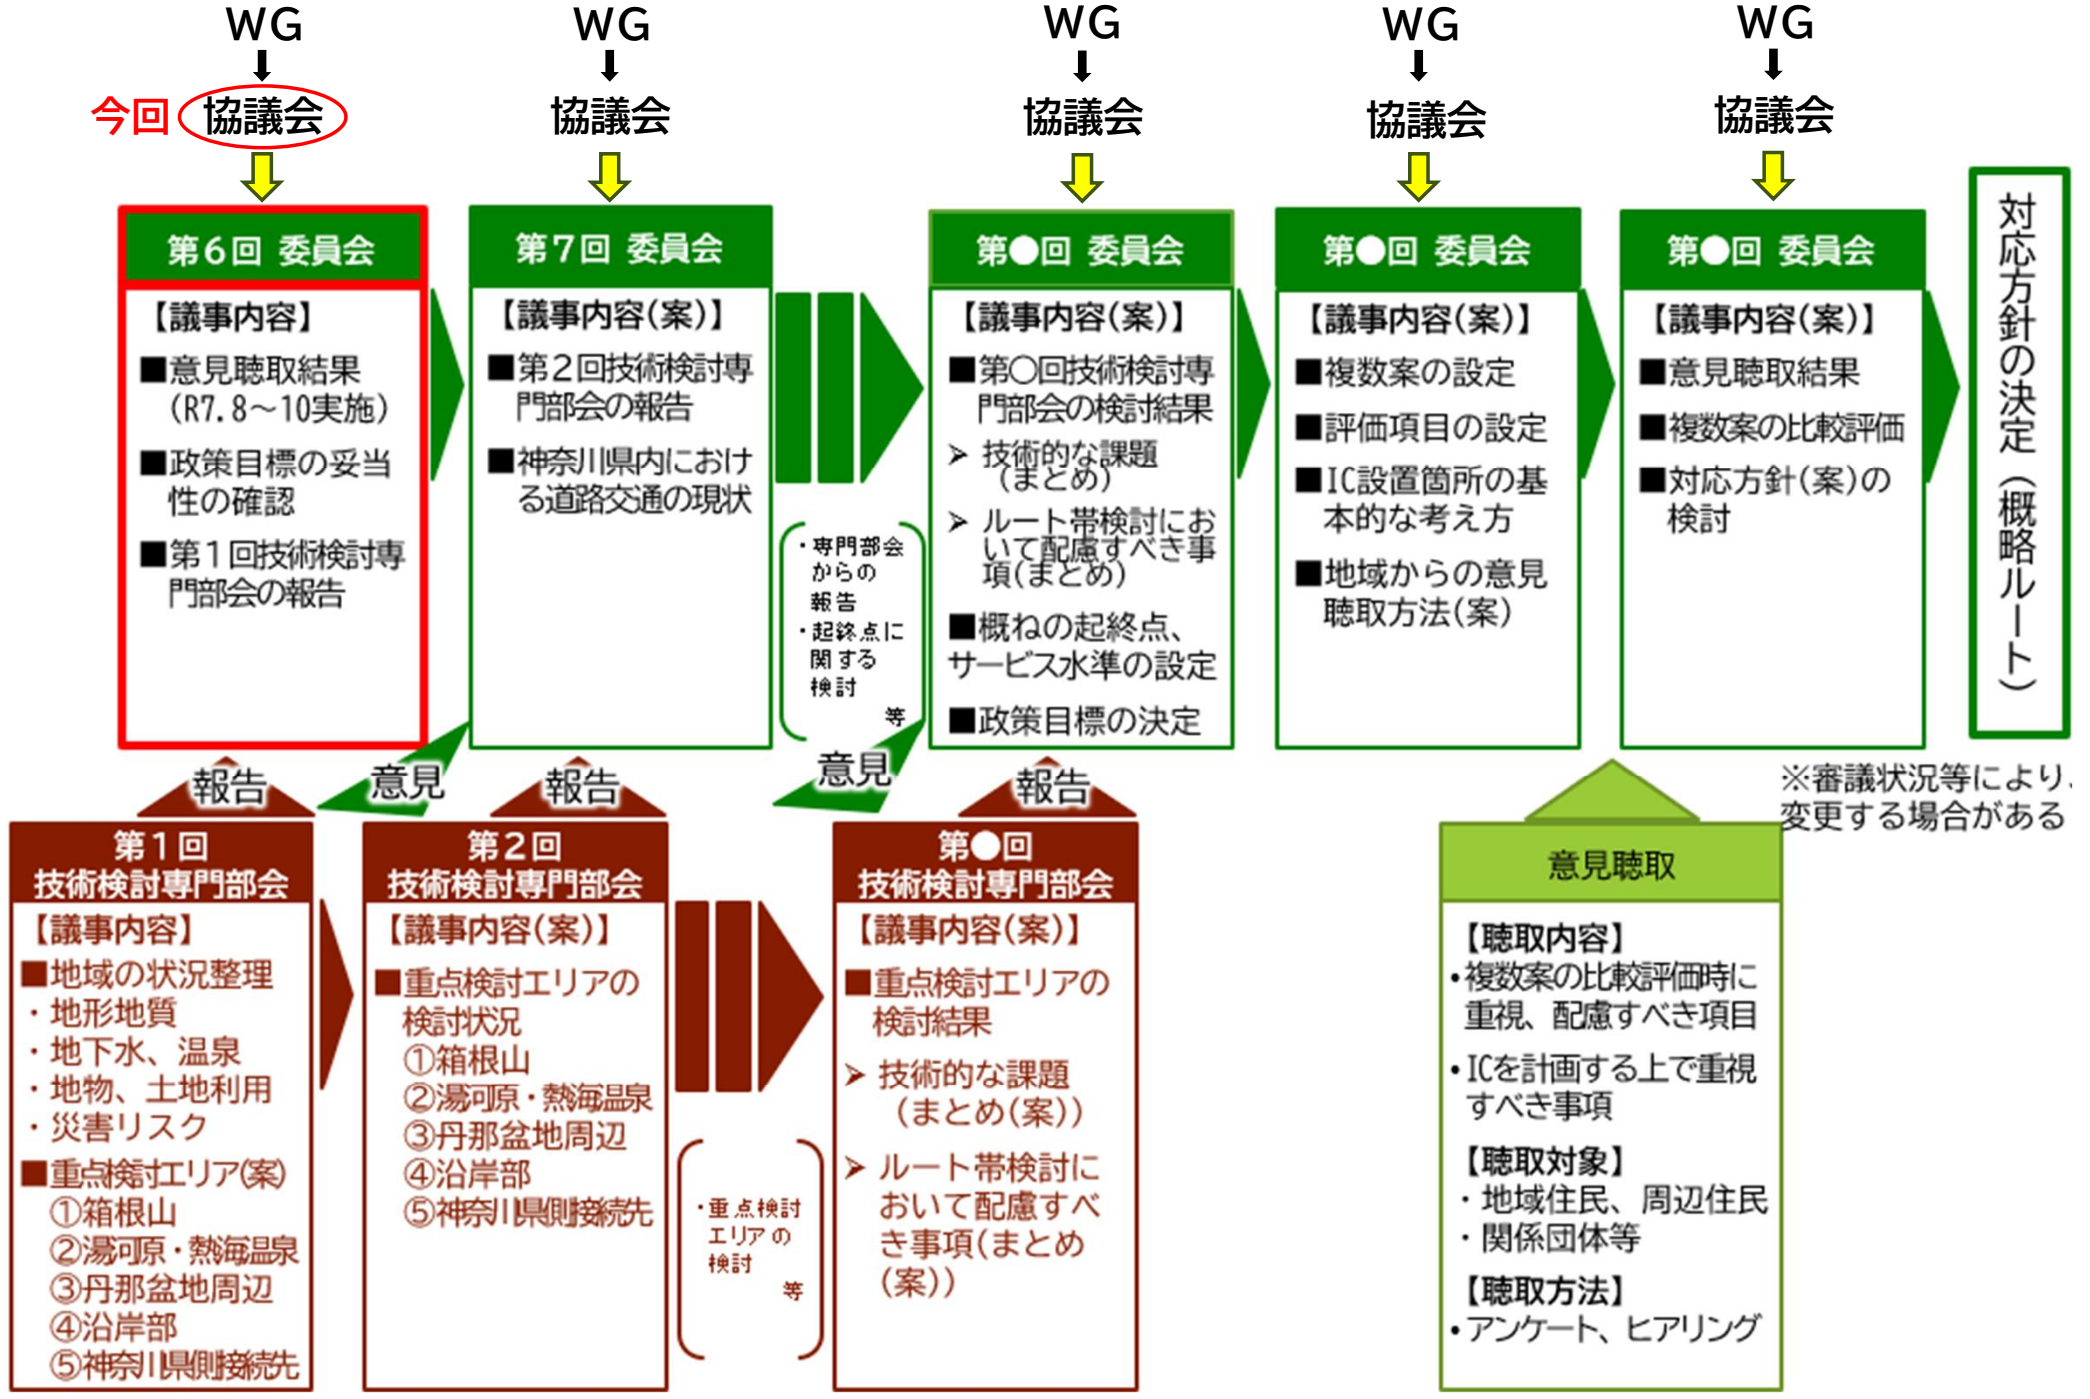 WG
協議会
今回
WG
協議会
WG
協議会
WG
協議会
WG
協議会
第6回 委員会
【議事内容】
■意見聴取結果
(R7.8～10実施)
■政策目標の妥当
性の確認
■第1回技術検討専
門部会の報告
第7回 委員会
【議事内容(案)】
■第2回技術検討専
門部会の報告
■神奈川県内におけ
る道路交通の現状
・専門部会
からの
報告
・起終点に
関する
検討
等
第●回 委員会
【議事内容(案)】
■第〇回技術検討専
門部会の検討結果
➢ 技術的な課題
(まとめ)
➢ ルート帯検討にお
いて配慮すべき事
項(まとめ)
■概ねの起終点、
サービス水準の設定
■政策目標の決定
第●回 委員会
【議事内容(案)】
■複数案の設定
■評価項目の設定
■IC設置箇所の基
本的な考え方
■地域からの意見
聴取方法(案)
第●回 委員会
【議事内容(案)】
■意見聴取結果
■複数案の比較評価
■対応方針(案)の
検討
対応方針の決定(概略ルート)
※審議状況等により、
変更する場合がある
報告
意見
報告
意見
報告
第1回
技術検討専門部会
【議事内容】
■地域の状況整理
・地形地質
・地下水、温泉
・地物、土地利用
・災害リスク
■重点検討エリア(案)
①箱根山
②湯河原・熱海温泉
③丹那盆地周辺
④沿岸部
⑤神奈川県側接続先
第2回
技術検討専門部会
【議事内容(案)】
■重点検討エリアの
検討状況
①箱根山
②湯河原・熱海温泉
③丹那盆地周辺
④沿岸部
⑤神奈川県側接続先
・重点検討
エリアの
検討
等
第●回
技術検討専門部会
【議事内容(案)】
■重点検討エリアの
検討結果
➢ 技術的な課題
(まとめ(案))
➢ ルート帯検討に
おいて配慮すべ
き事項(まとめ
(案))
意見聴取
【聴取内容】
•複数案の比較評価時に
重視、配慮すべき項目
•ICを計画する上で重視
すべき事項
【聴取対象】
・地域住民、周辺住民
・関係団体等
【聴取方法】
•アンケート、ヒアリング